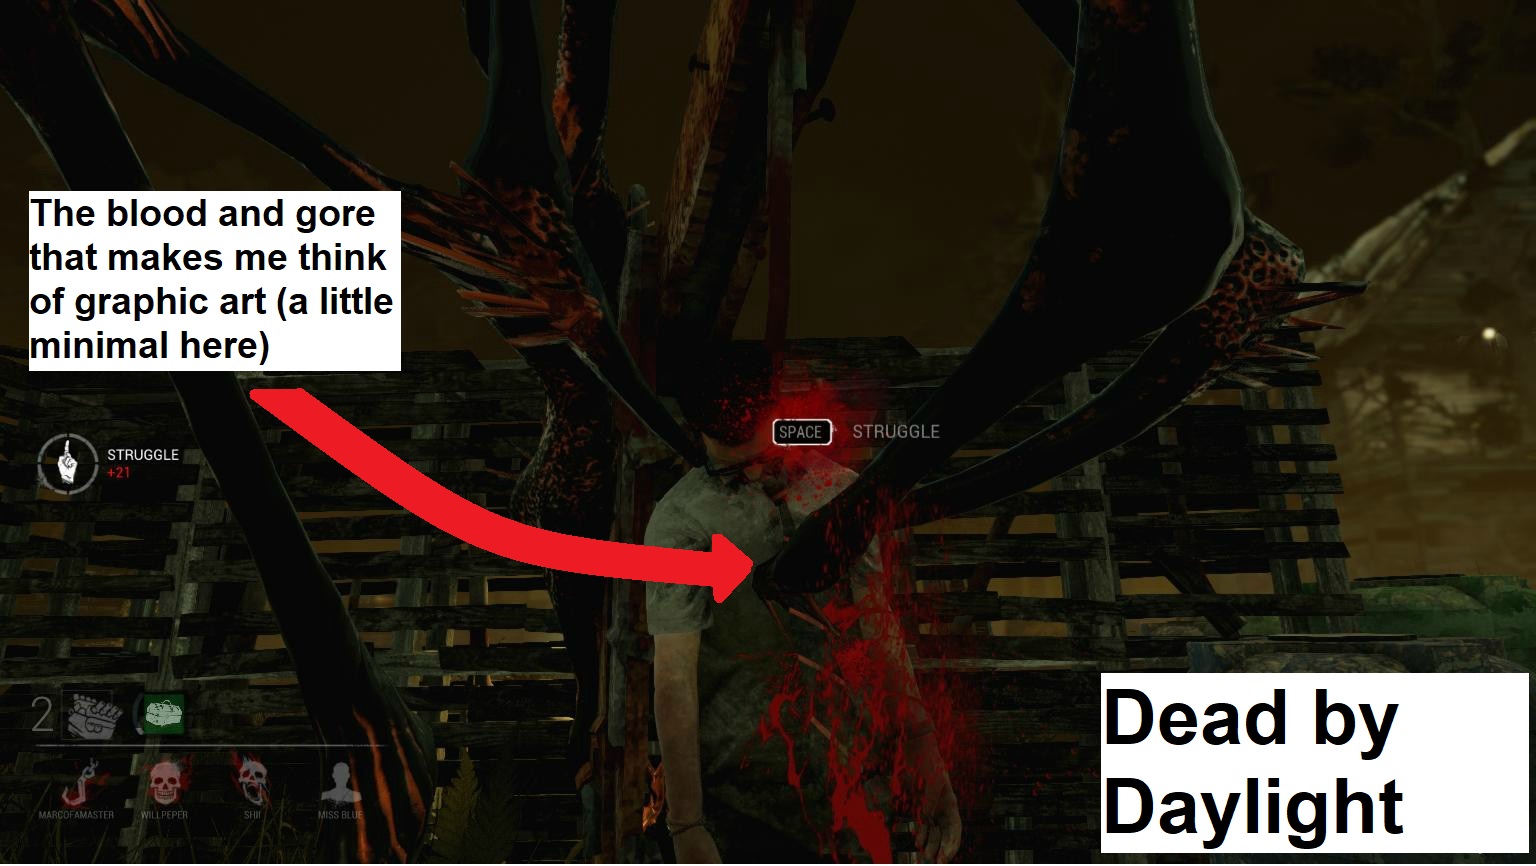 The blood and gore
that makes me think
of graphic art (a little
minimal here)
SPACE STRUGGLE
STRUGGLE
+21
2
MARCOFAMASTER WILLPEPER SHII MISS BLUE
Dead by
Daylight